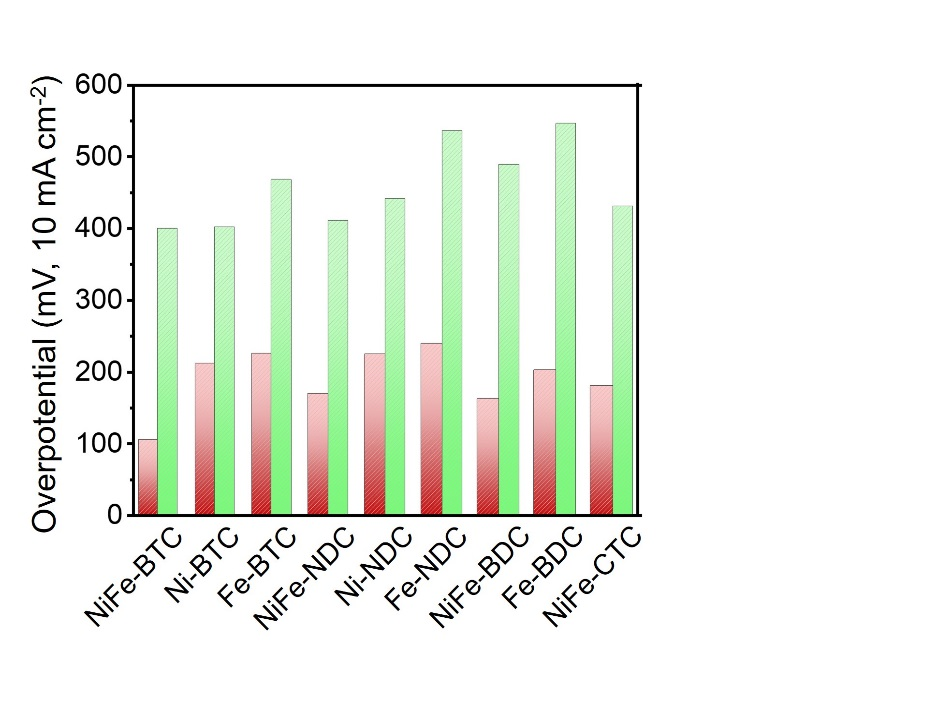 Overpotential (mV, 10 mA cm⁻²)
600
500
400
300
200
100
0
NiFe-BTC
Ni-BTC
Fe-BTC
NiFe-NDC
Ni-NDC
Fe-NDC
NiFe-BDC
Fe-BDC
NiFe-CTC